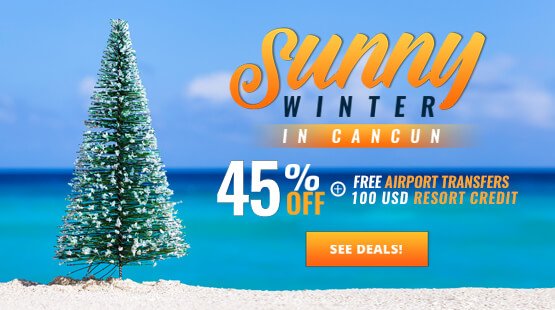 Sunny
WINTER
IN CANCUN
45% OFF
FREE AIRPORT TRANSFERS
100 USD RESORT CREDIT
SEE DEALS!